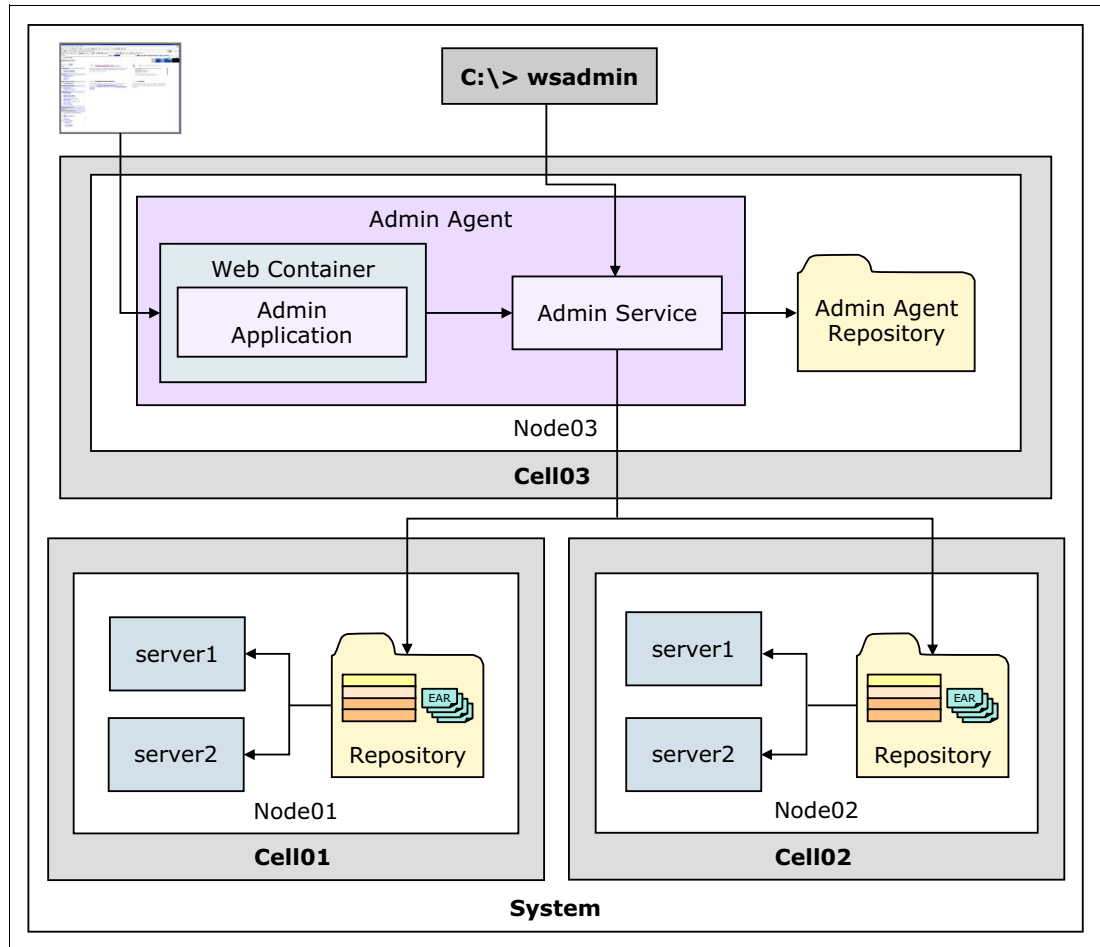 C:\> wsadmin
Admin Agent
Web Container
Admin
Application
Admin Service
Admin Agent
Repository
Node03
Cell03
server1
server2
EAR
Repository
Node01
Cell01
server1
server2
EAR
Repository
Node02
Cell02
System